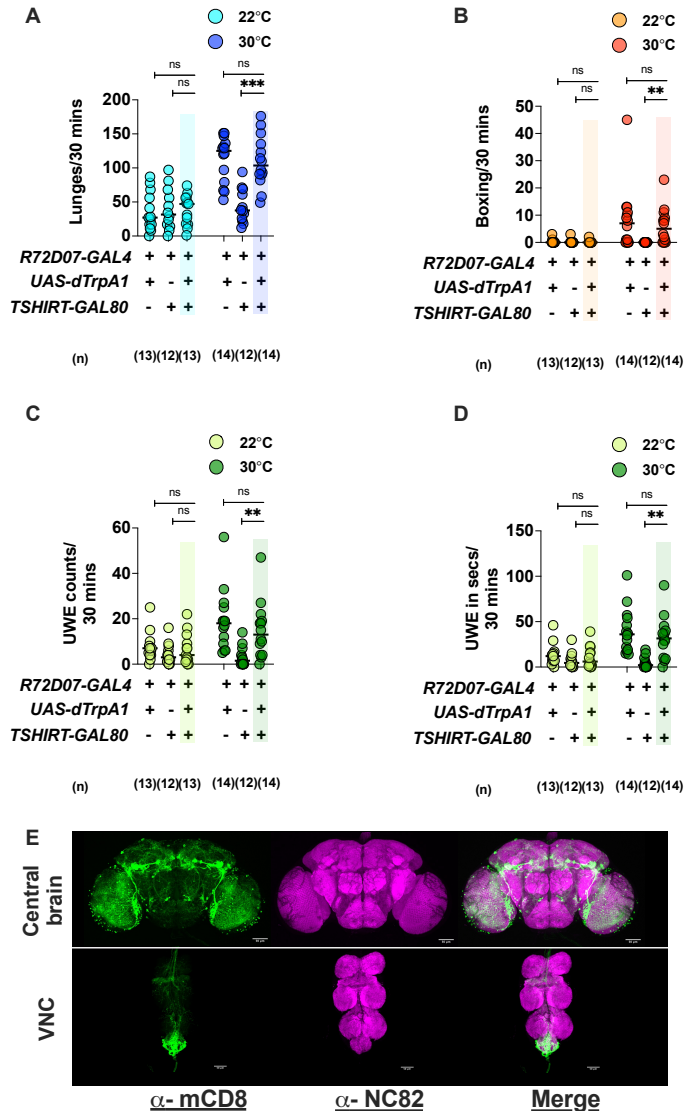 A
22°C
30°C
ns
ns
ns
***
Lunges/30 mins
200
150
100
50
0
R72D07-GAL4 + + + + + +
UAS-dTrpA1 + - + + - +
TSHIRT-GAL80 - + + - + +
(n) (13)(12)(13) (14)(12)(14)
B
22°C
30°C
ns
ns
ns
**
Boxing/30 mins
50
40
30
20
10
0
R72D07-GAL4 + + + + + +
UAS-dTrpA1 + - + + - +
TSHIRT-GAL80 - + + - + +
(n) (13)(12)(13) (14)(12)(14)
C
22°C
30°C
ns
ns
ns
**
UWE counts/
30 mins
60
40
20
0
R72D07-GAL4 + + + + + +
UAS-dTrpA1 + - + + - +
TSHIRT-GAL80 - + + - + +
(n) (13)(12)(13) (14)(12)(14)
D
22°C
30°C
ns
ns
ns
**
UWE in secs/
30 mins
150
100
50
0
R72D07-GAL4 + + + + + +
UAS-dTrpA1 + - + + - +
TSHIRT-GAL80 - + + - + +
(n) (13)(12)(13) (14)(12)(14)
E
Central
brain
VNC
α- mCD8 α- NC82 Merge